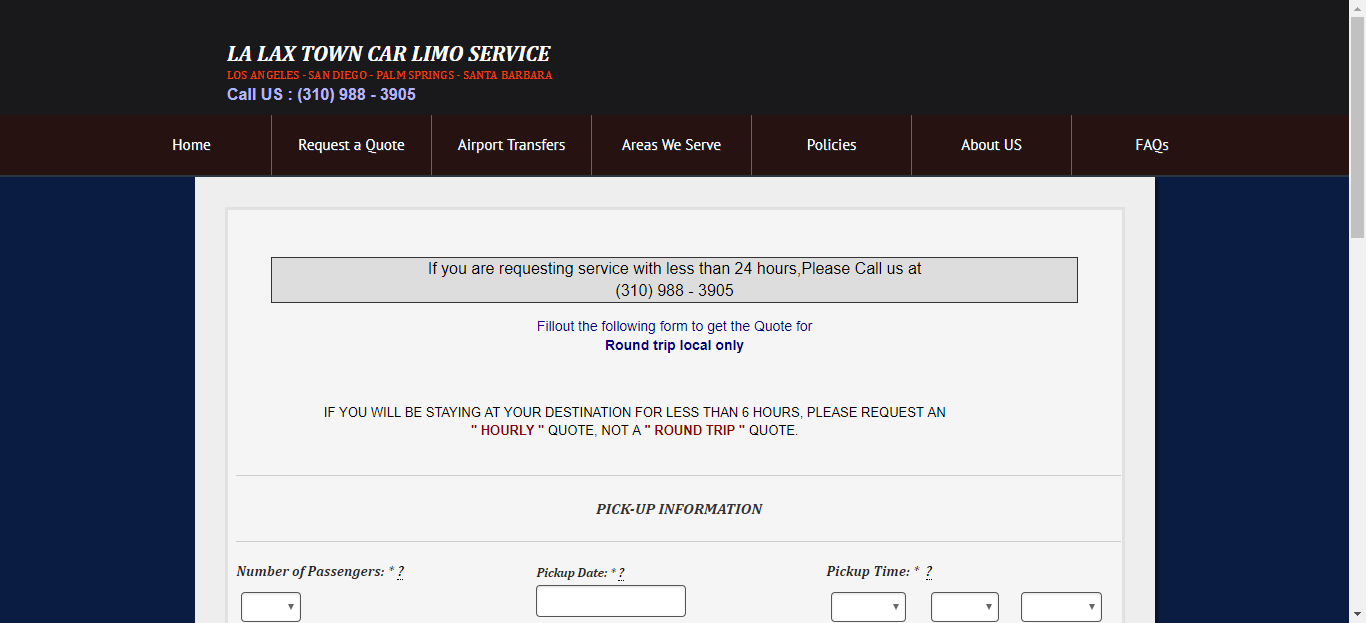 LA LAX TOWN CAR LIMO SERVICE
LOS ANGELES - SAN DIEGO - PALM SPRINGS - SANTA BARBARA
Call US : (310) 988 - 3905
Home Request a Quote Airport Transfers Areas We Serve Policies About US FAQs
If you are requesting service with less than 24 hours,Please Call us at
(310) 988 - 3905
Fillout the following form to get the Quote for
Round trip local only
IF YOU WILL BE STAYING AT YOUR DESTINATION FOR LESS THAN 6 HOURS, PLEASE REQUEST AN
" HOURLY " QUOTE, NOT A " ROUND TRIP " QUOTE.
PICK-UP INFORMATION
Number of Passengers: * ? Pickup Date: * ? Pickup Time: * ?